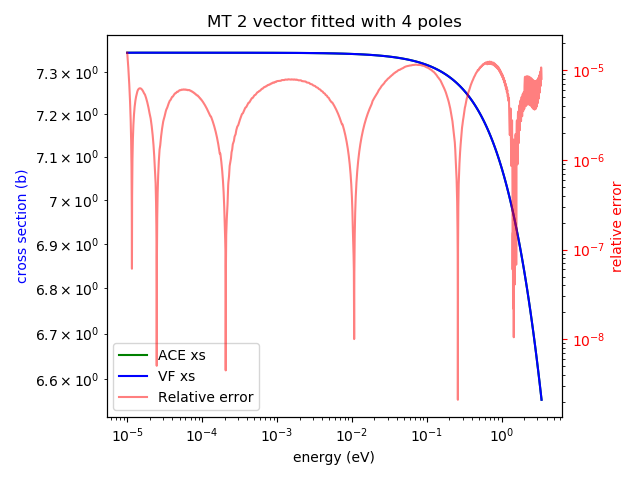 MT 2 vector fitted with 4 poles
7.3 × 10⁰
7.2 × 10⁰
7.1 × 10⁰
7 × 10⁰
6.9 × 10⁰
6.8 × 10⁰
6.7 × 10⁰
6.6 × 10⁰
cross section (b)
10⁻⁵
10⁻⁶
10⁻⁷
10⁻⁸
relative error
ACE xs
VF xs
Relative error
10⁻⁵ 10⁻⁴ 10⁻³ 10⁻² 10⁻¹ 10⁰
energy (eV)